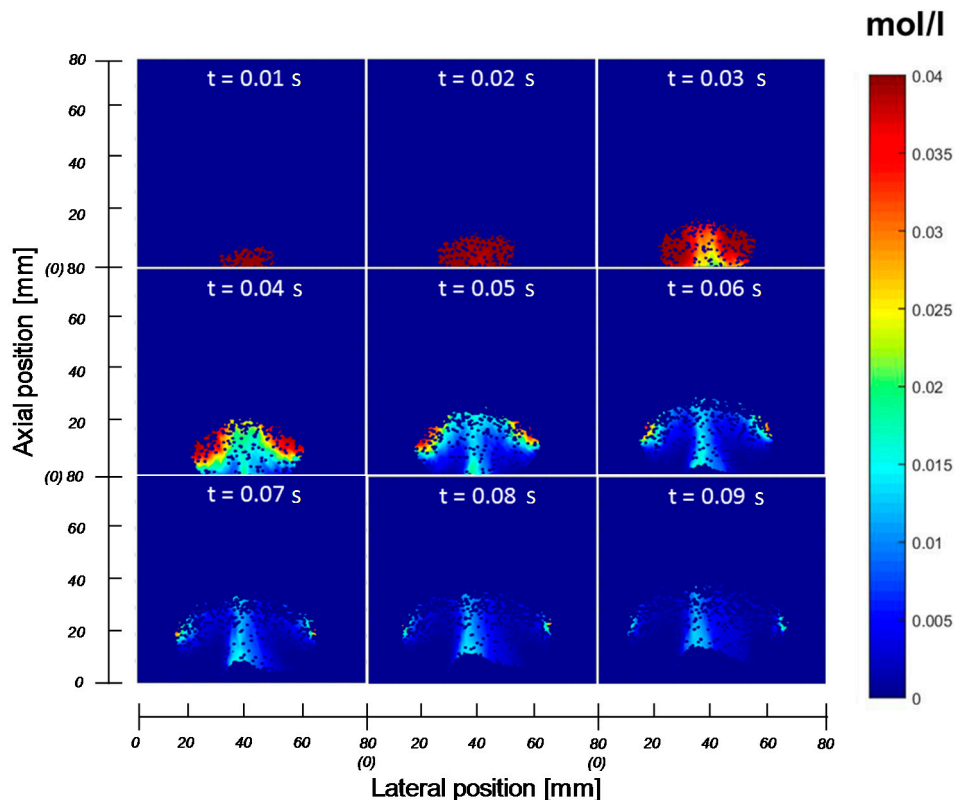 mol/l
t = 0.01 s
t = 0.02 s
t = 0.03 s
t = 0.04 s
t = 0.05 s
t = 0.06 s
t = 0.07 s
t = 0.08 s
t = 0.09 s
Axial position [mm]
80
60
40
20
(0) 80
60
40
20
(0) 80
60
40
20
0
0 20 40 60 80 20 40 60 80 20 40 60 80
(0) (0)
Lateral position [mm]
0.04
0.035
0.03
0.025
0.02
0.015
0.01
0.005
0